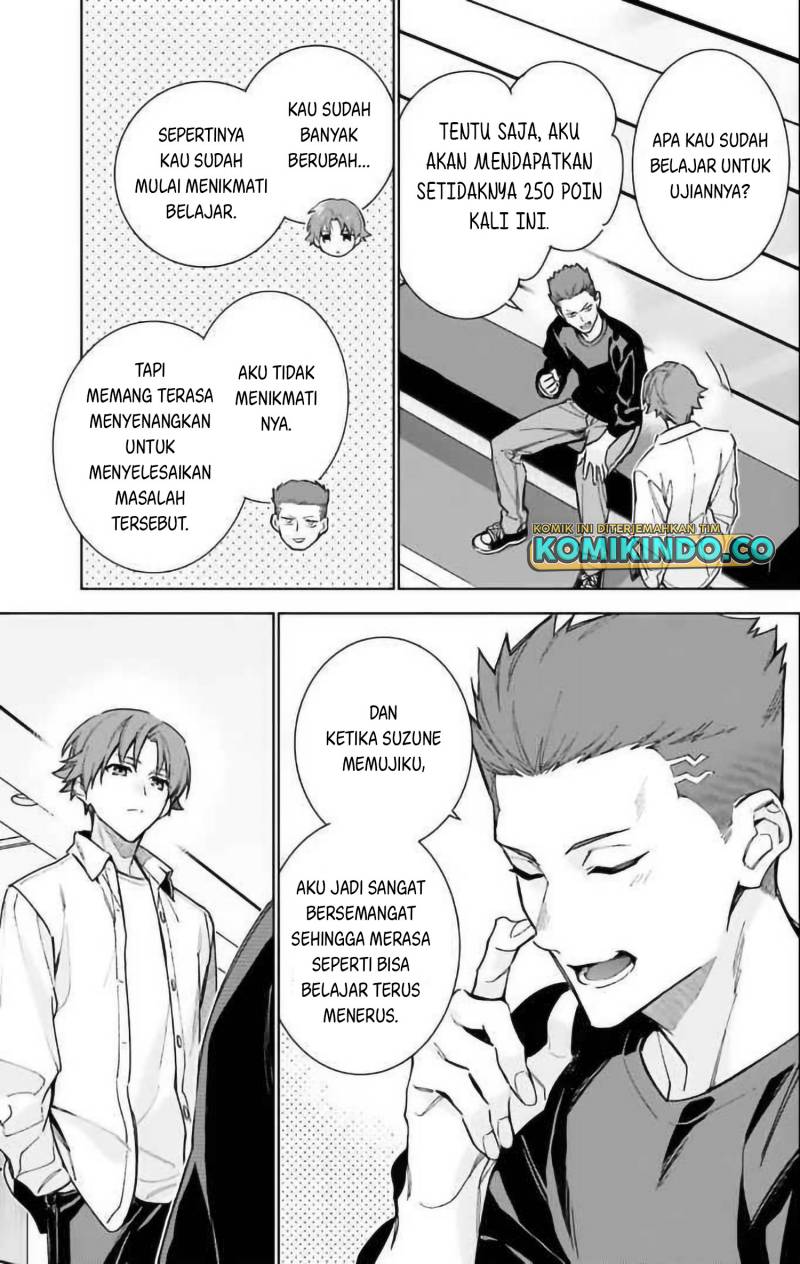 APA KAU SUDAH
BELAJAR UNTUK
UJIANNYA?
TENTU SAJA, AKU
AKAN MENDAPATKAN
SETIDAKNYA 250 POIN
KALI INI.
KAU SUDAH
BANYAK
BERUBAH...
SEPERTINYA
KAU SUDAH
MULAI MENIKMATI
BELAJAR.
AKU TIDAK
MENIKMATI
NYA.
TAPI
MEMANG TERASA
MENYENANGKAN
UNTUK
MENYELESAIKAN
MASALAH
TERSEBUT.
KOMIK INI DITERJEMAHKAN TIM
KOMIKINDO.CO
DAN
KETIKA SUZUNE
MEMUJIKU,
AKU JADI SANGAT
BERSEMANGAT
SEHINGGA MERASA
SEPERTI BISA
BELAJAR TERUS
MENERUS.